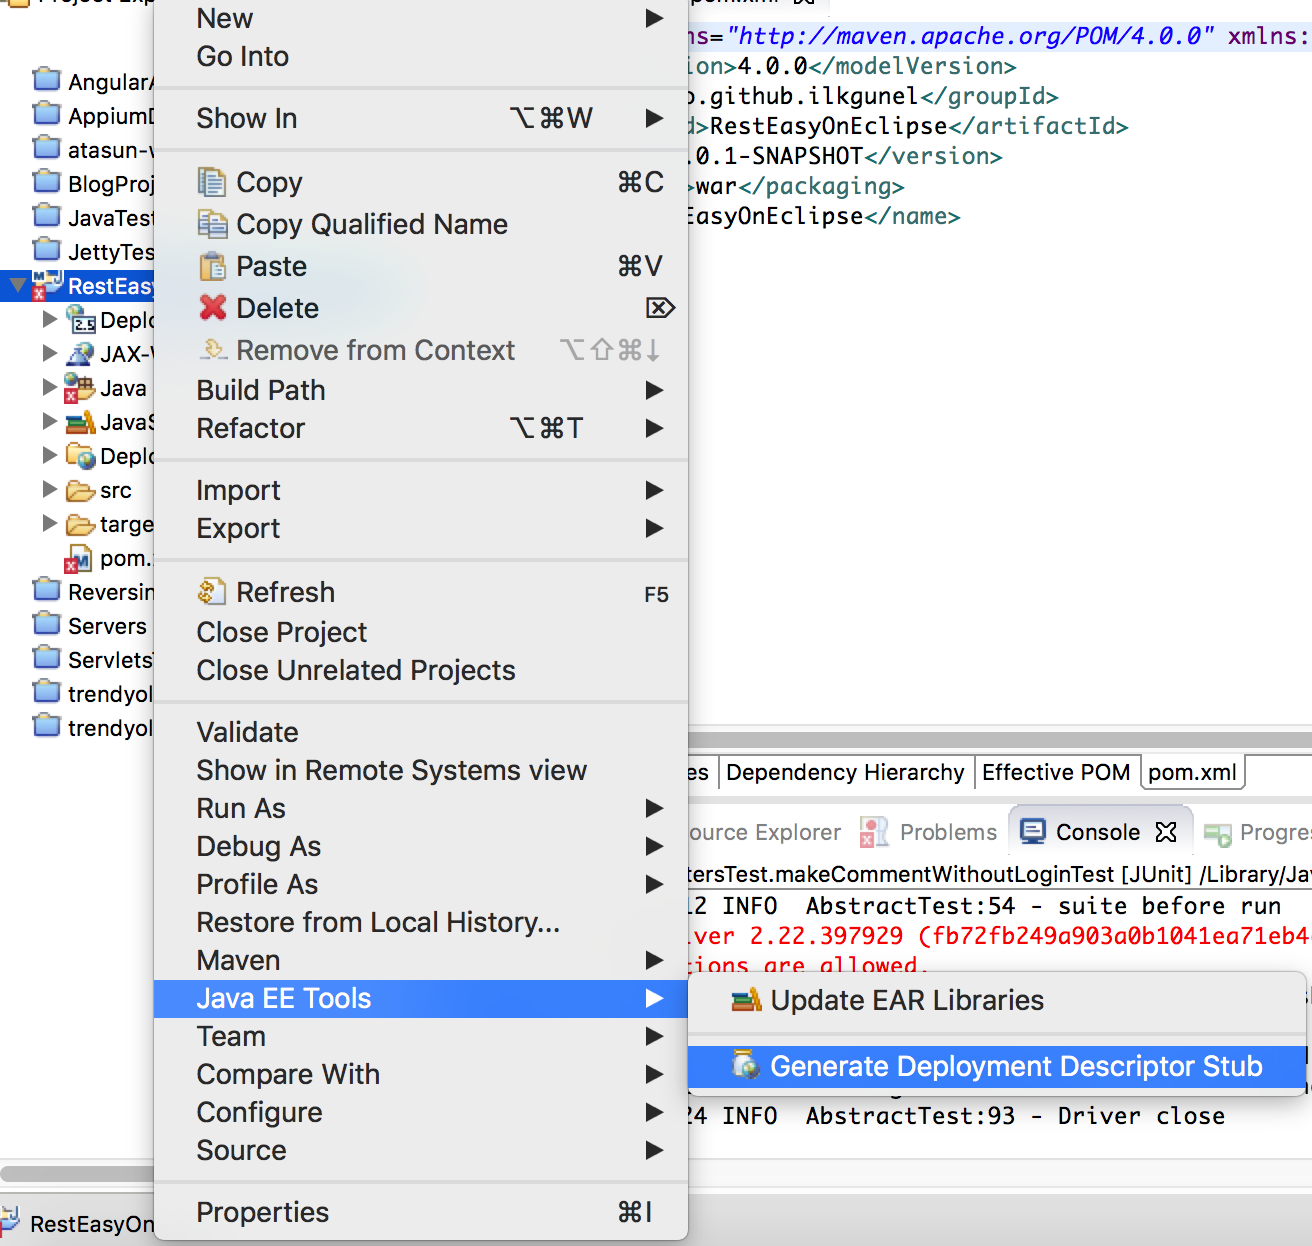 New
Go Into
Show In ⌥⌘W
Copy ⌘C
Copy Qualified Name
Paste ⌘V
Delete ⌦
Remove from Context ⌥⇧⌘↓
Build Path
Refactor ⌥⌘T
Import
Export
Refresh F5
Close Project
Close Unrelated Projects
Validate
Show in Remote Systems view
Run As
Debug As
Profile As
Restore from Local History...
Maven
Java EE Tools
Team
Compare With
Configure
Source
Properties ⌘I
Update EAR Libraries
Generate Deployment Descriptor Stub
AngularA
AppiumD
atasun-
BlogProj
JavaTest
JettyTes
RestEasy
2.5 Deplo
JAX-
Java
JavaS
Deplo
src
targe
pom.
Reversin
Servers
Servlets
trendyol
trendyol
RestEasyOn
ns="http://maven.apache.org/POM/4.0.0" xmlns:
ion>4.0.0</modelVersion>
o.github.ilkgunel</groupId>
d>RestEasyOnEclipse</artifactId>
.0.1-SNAPSHOT</version>
>war</packaging>
EasyOnEclipse</name>
es Dependency Hierarchy Effective POM pom.xml
ource Explorer Problems Console Progre
tersTest.makeCommentWithoutLoginTest [JUnit] /Library/Ja
12 INFO AbstractTest:54 - suite before run
iver 2.22.397929 (fb72fb249a903a0b1041ea71eb4
tions are allowed.
24 INFO AbstractTest:93 - Driver close